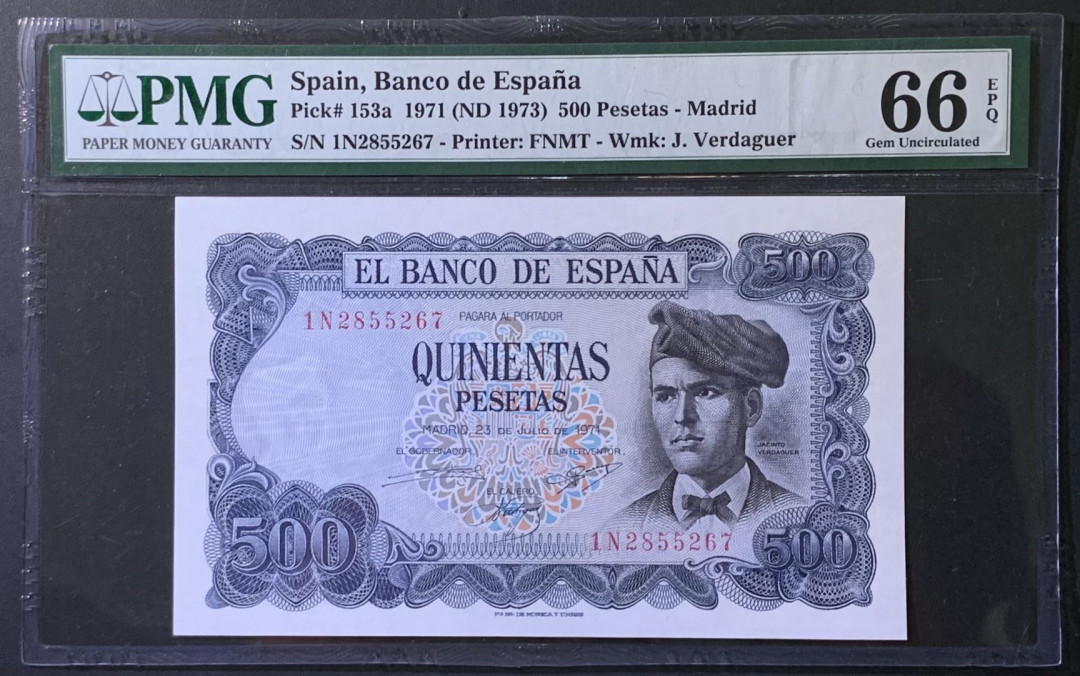 PMG
PAPER MONEY GUARANTY
Spain, Banco de España
Pick# 153a 1971 (ND 1973) 500 Pesetas - Madrid
S/N 1N2855267 - Printer: FNMT - Wmk: J. Verdaguer
66 EPQ
Gem Uncirculated
EL BANCO DE ESPAÑA
500
1N2855267
PAGARA AL PORTADOR
QUINIENTAS
PESETAS
MADRID, 23 DE JULIO DE 1971
EL GOBERNADOR
EL INTERVENTOR,
EL CAJERO,
JACINTO
VERDAGUER
500
1N2855267
500